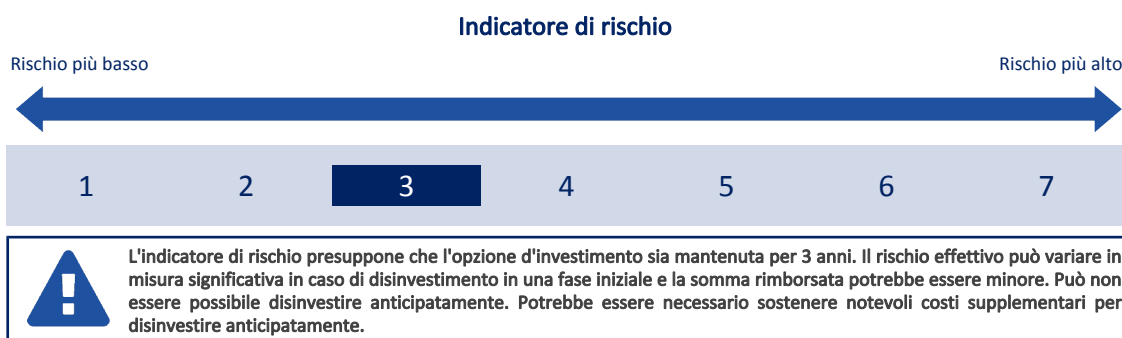 Indicatore di rischio
Rischio più basso
Rischio più alto
1 2 3 4 5 6 7
L'indicatore di rischio presuppone che l'opzione d'investimento sia mantenuta per 3 anni. Il rischio effettivo può variare in
misura significativa in caso di disinvestimento in una fase iniziale e la somma rimborsata potrebbe essere minore. Può non
essere possibile disinvestire anticipatamente. Potrebbe essere necessario sostenere notevoli costi supplementari per
disinvestire anticipatamente.